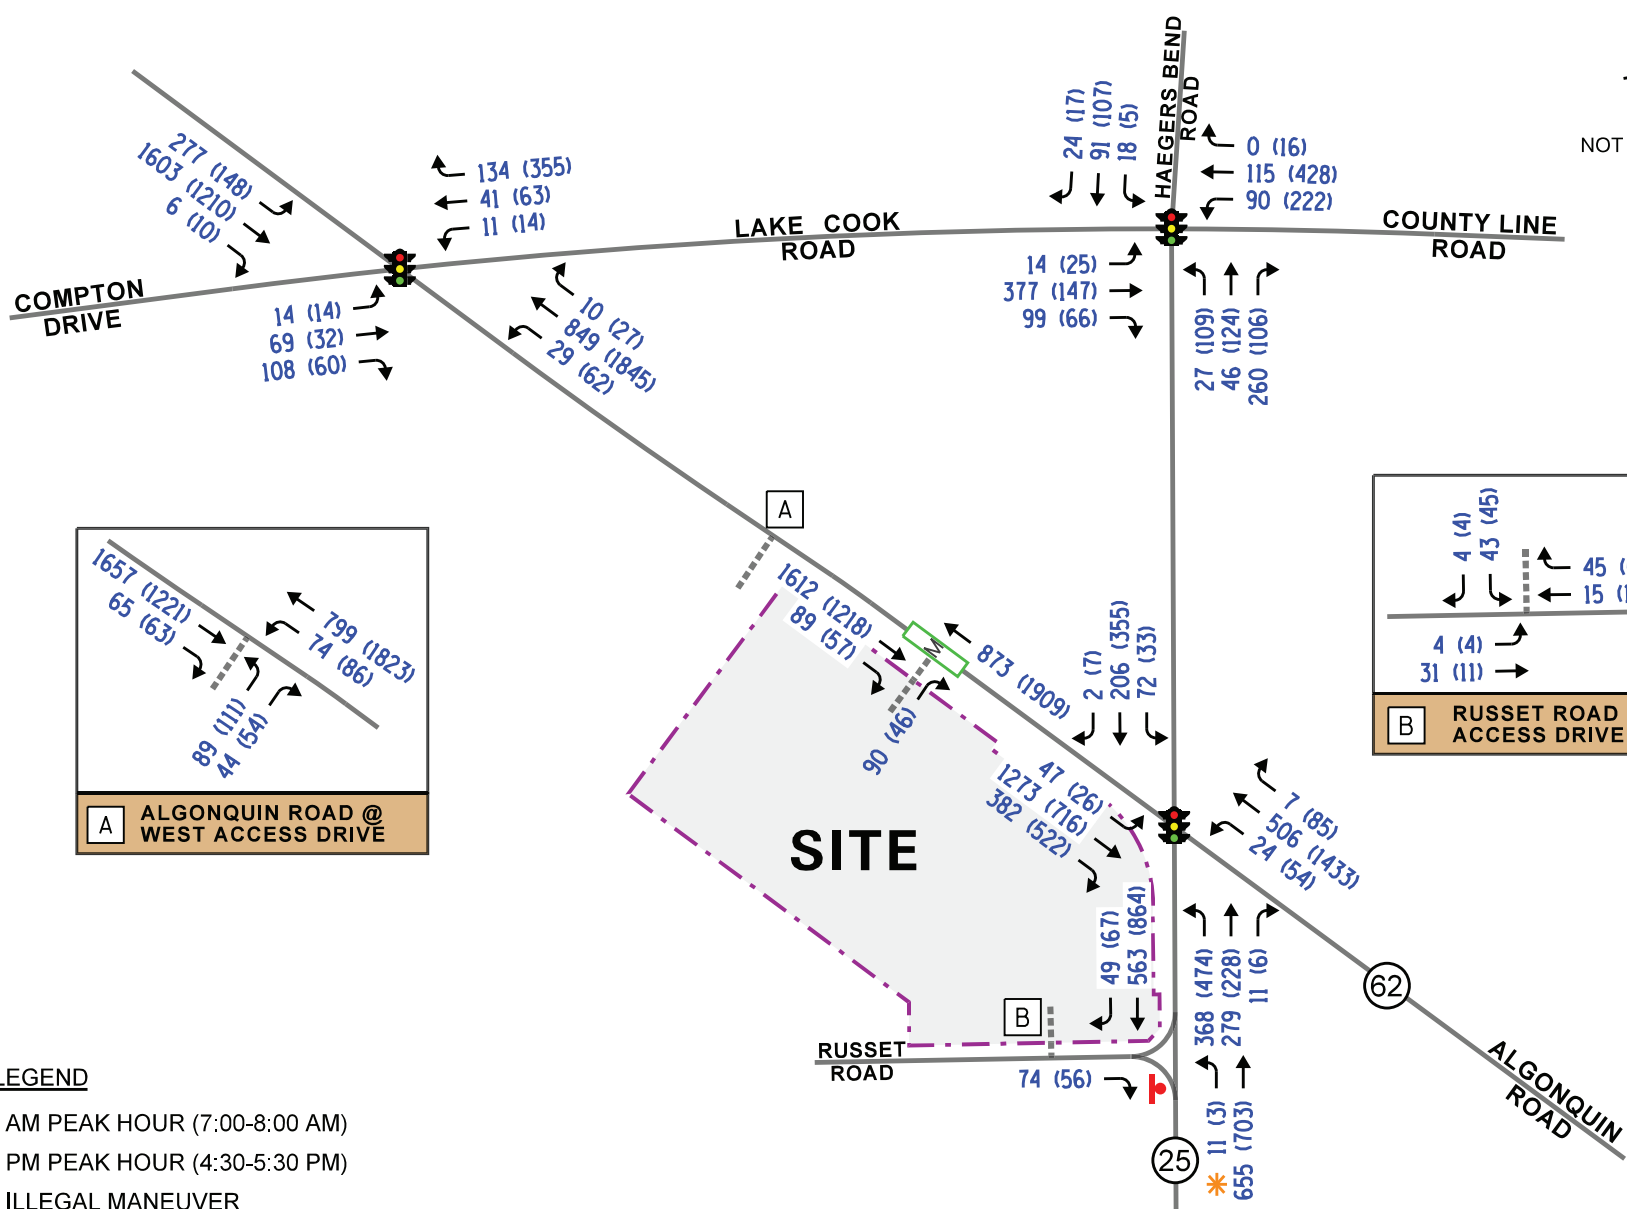 HAEGERS BEND
ROAD
NOT
24 (17)
91 (107)
18 (5)
0 (16)
115 (428)
90 (222)
277 (148)
1603 (1210)
6 (10)
134 (355)
41 (63)
11 (14)
LAKE COOK
ROAD
COUNTY LINE
ROAD
COMPTON
DRIVE
14 (14)
69 (32)
108 (60)
10 (27)
849 (1845)
29 (62)
14 (25)
377 (147)
99 (66)
27 (109)
46 (124)
260 (106)
A
1657 (1221)
65 (63)
799 (1823)
74 (86)
89 (111)
44 (54)
A
ALGONQUIN ROAD @
WEST ACCESS DRIVE
1612 (1218)
89 (57)
M
873 (1909)
90 (46)
2 (7)
206 (355)
72 (33)
4 (4)
43 (45)
45 (
15 (1
4 (4)
31 (11)
B
RUSSET ROAD
ACCESS DRIVE
47 (26)
1273 (716)
382 (522)
7 (85)
506 (1433)
24 (54)
SITE
49 (67)
563 (864)
368 (474)
279 (228)
11 (6)
62
B
RUSSET
ROAD
74 (56)
11 (3)
655 (703)
25
ALGONQUIN
ROAD
LEGEND
AM PEAK HOUR (7:00-8:00 AM)
PM PEAK HOUR (4:30-5:30 PM)
ILLEGAL MANEUVER